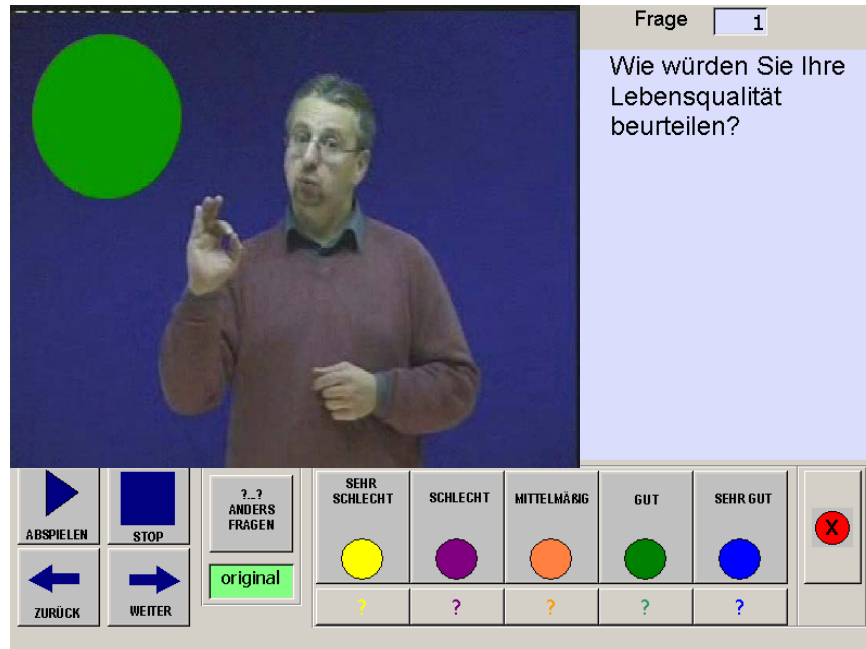 Frage 1
Wie würden Sie Ihre
Lebensqualität
beurteilen?
ABSPIELEN
STOP
?...?
ANDERS
FRAGEN
SEHR
SCHLECHT
SCHLECHT
MITTELMÄßIG
GUT
SEHR GUT
X
ZURÜCK
WEITER
original
? ? ? ? ?